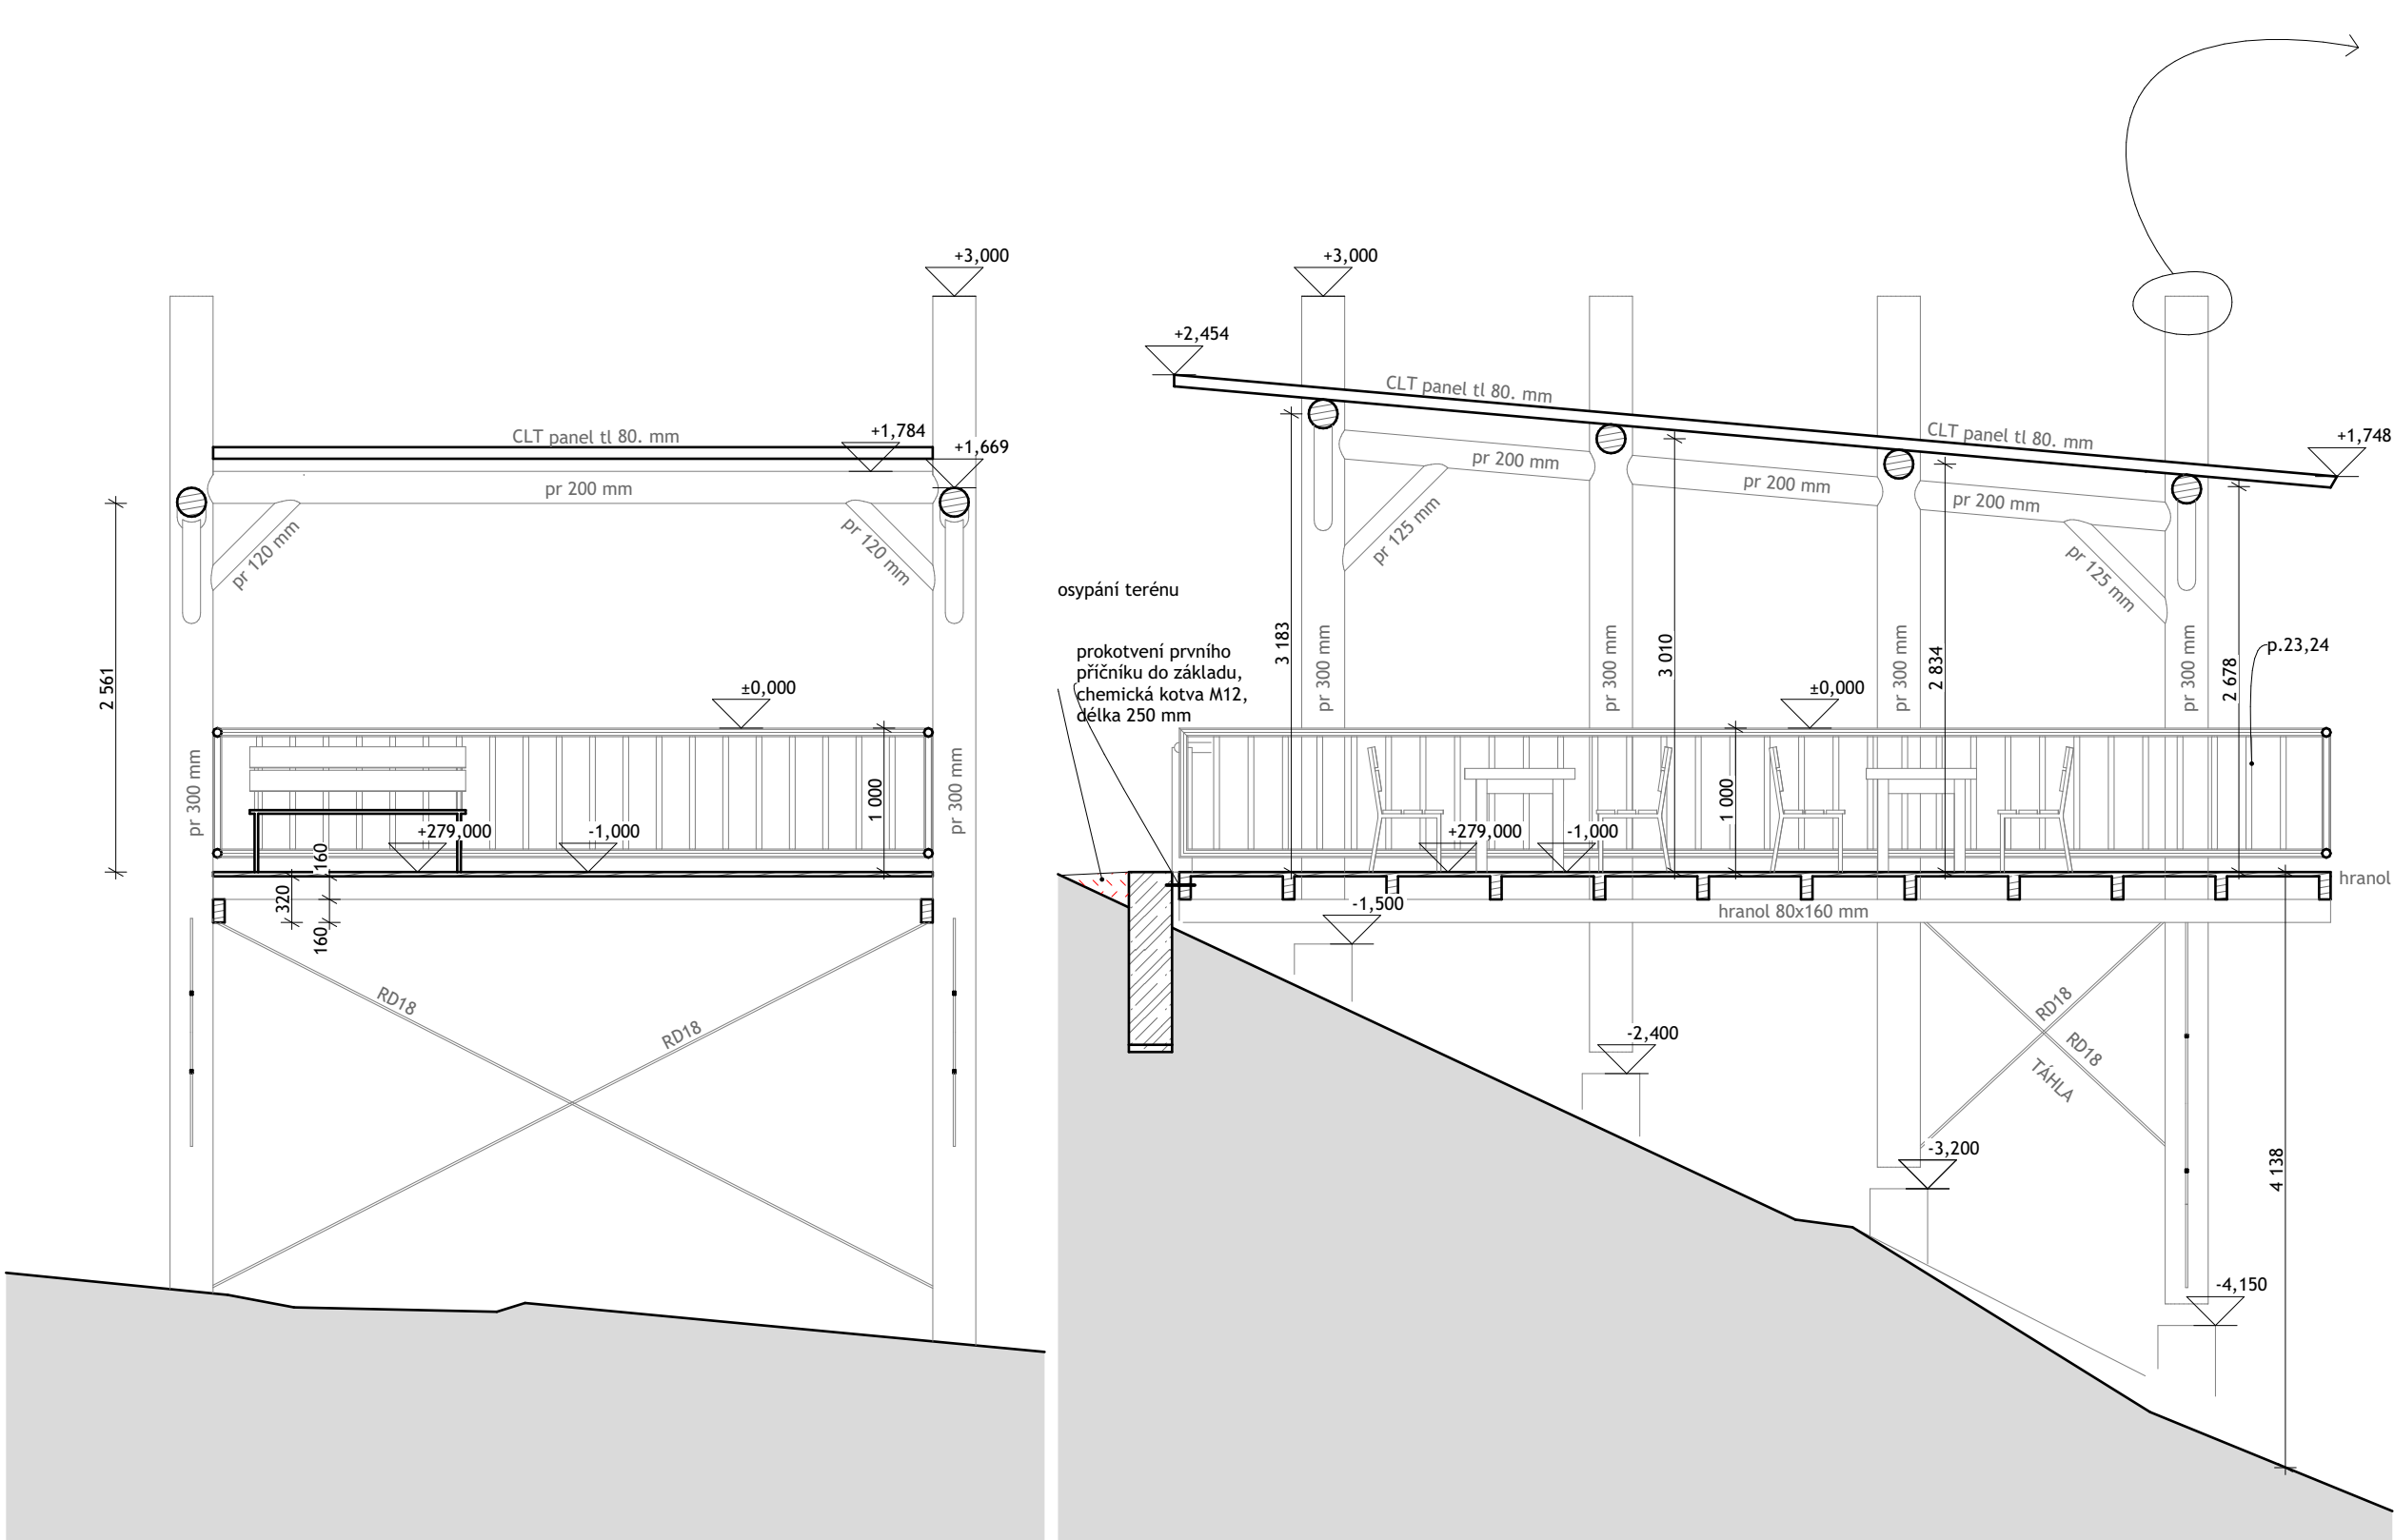 +3,000
+1,784
+1,669
CLT panel tl 80. mm
pr 200 mm
pr 120 mm
pr 120 mm
2 561
±0,000
pr 300 mm
pr 300 mm
1 000
+279,000
-1,000
160
320
160
RD18
RD18
+3,000
+2,454
CLT panel tl 80. mm
CLT panel tl 80. mm
+1,748
pr 200 mm
pr 200 mm
pr 200 mm
pr 125 mm
pr 125 mm
osypání terénu
prokotvení prvního
příčníku do základu,
chemická kotva M12,
délka 250 mm
3 183
pr 300 mm
pr 300 mm
3 010
pr 300 mm
2 834
pr 300 mm
2 678
p.23,24
±0,000
1 000
+279,000
-1,000
hranol
-1,500
hranol 80x160 mm
-2,400
RD18
RD18
TÁHLA
-3,200
4 138
-4,150